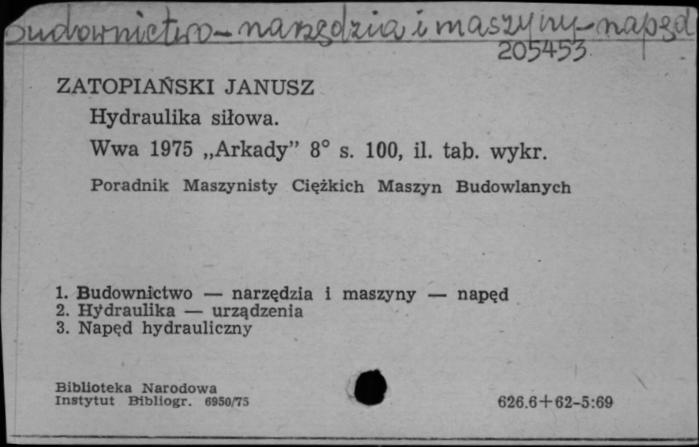 Budownictwo – narzędzia i maszyny – napęd
205453
ZATOPIAŃSKI JANUSZ
Hydraulika siłowa.
Wwa 1975 „Arkady” 8° s. 100, il. tab. wykr.
Poradnik Maszynisty Ciężkich Maszyn Budowlanych
1. Budownictwo — narzędzia i maszyny — napęd
2. Hydraulika — urządzenia
3. Napęd hydrauliczny
Biblioteka Narodowa
Instytut Bibliogr. 6950/75
626.6+62-5:69